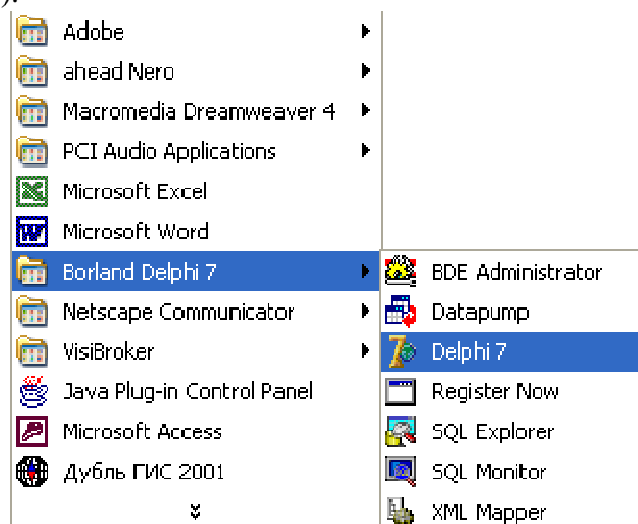 ).
Adobe
ahead Nero
Macromedia Dreamweaver 4
PCI Audio Applications
Microsoft Excel
Microsoft Word
Borland Delphi 7
Netscape Communicator
VisiBroker
Java Plug-in Control Panel
Microsoft Access
Дубль ГИС 2001
BDE Administrator
Datapump
Delphi 7
Register Now
SQL Explorer
SQL Monitor
XML Mapper